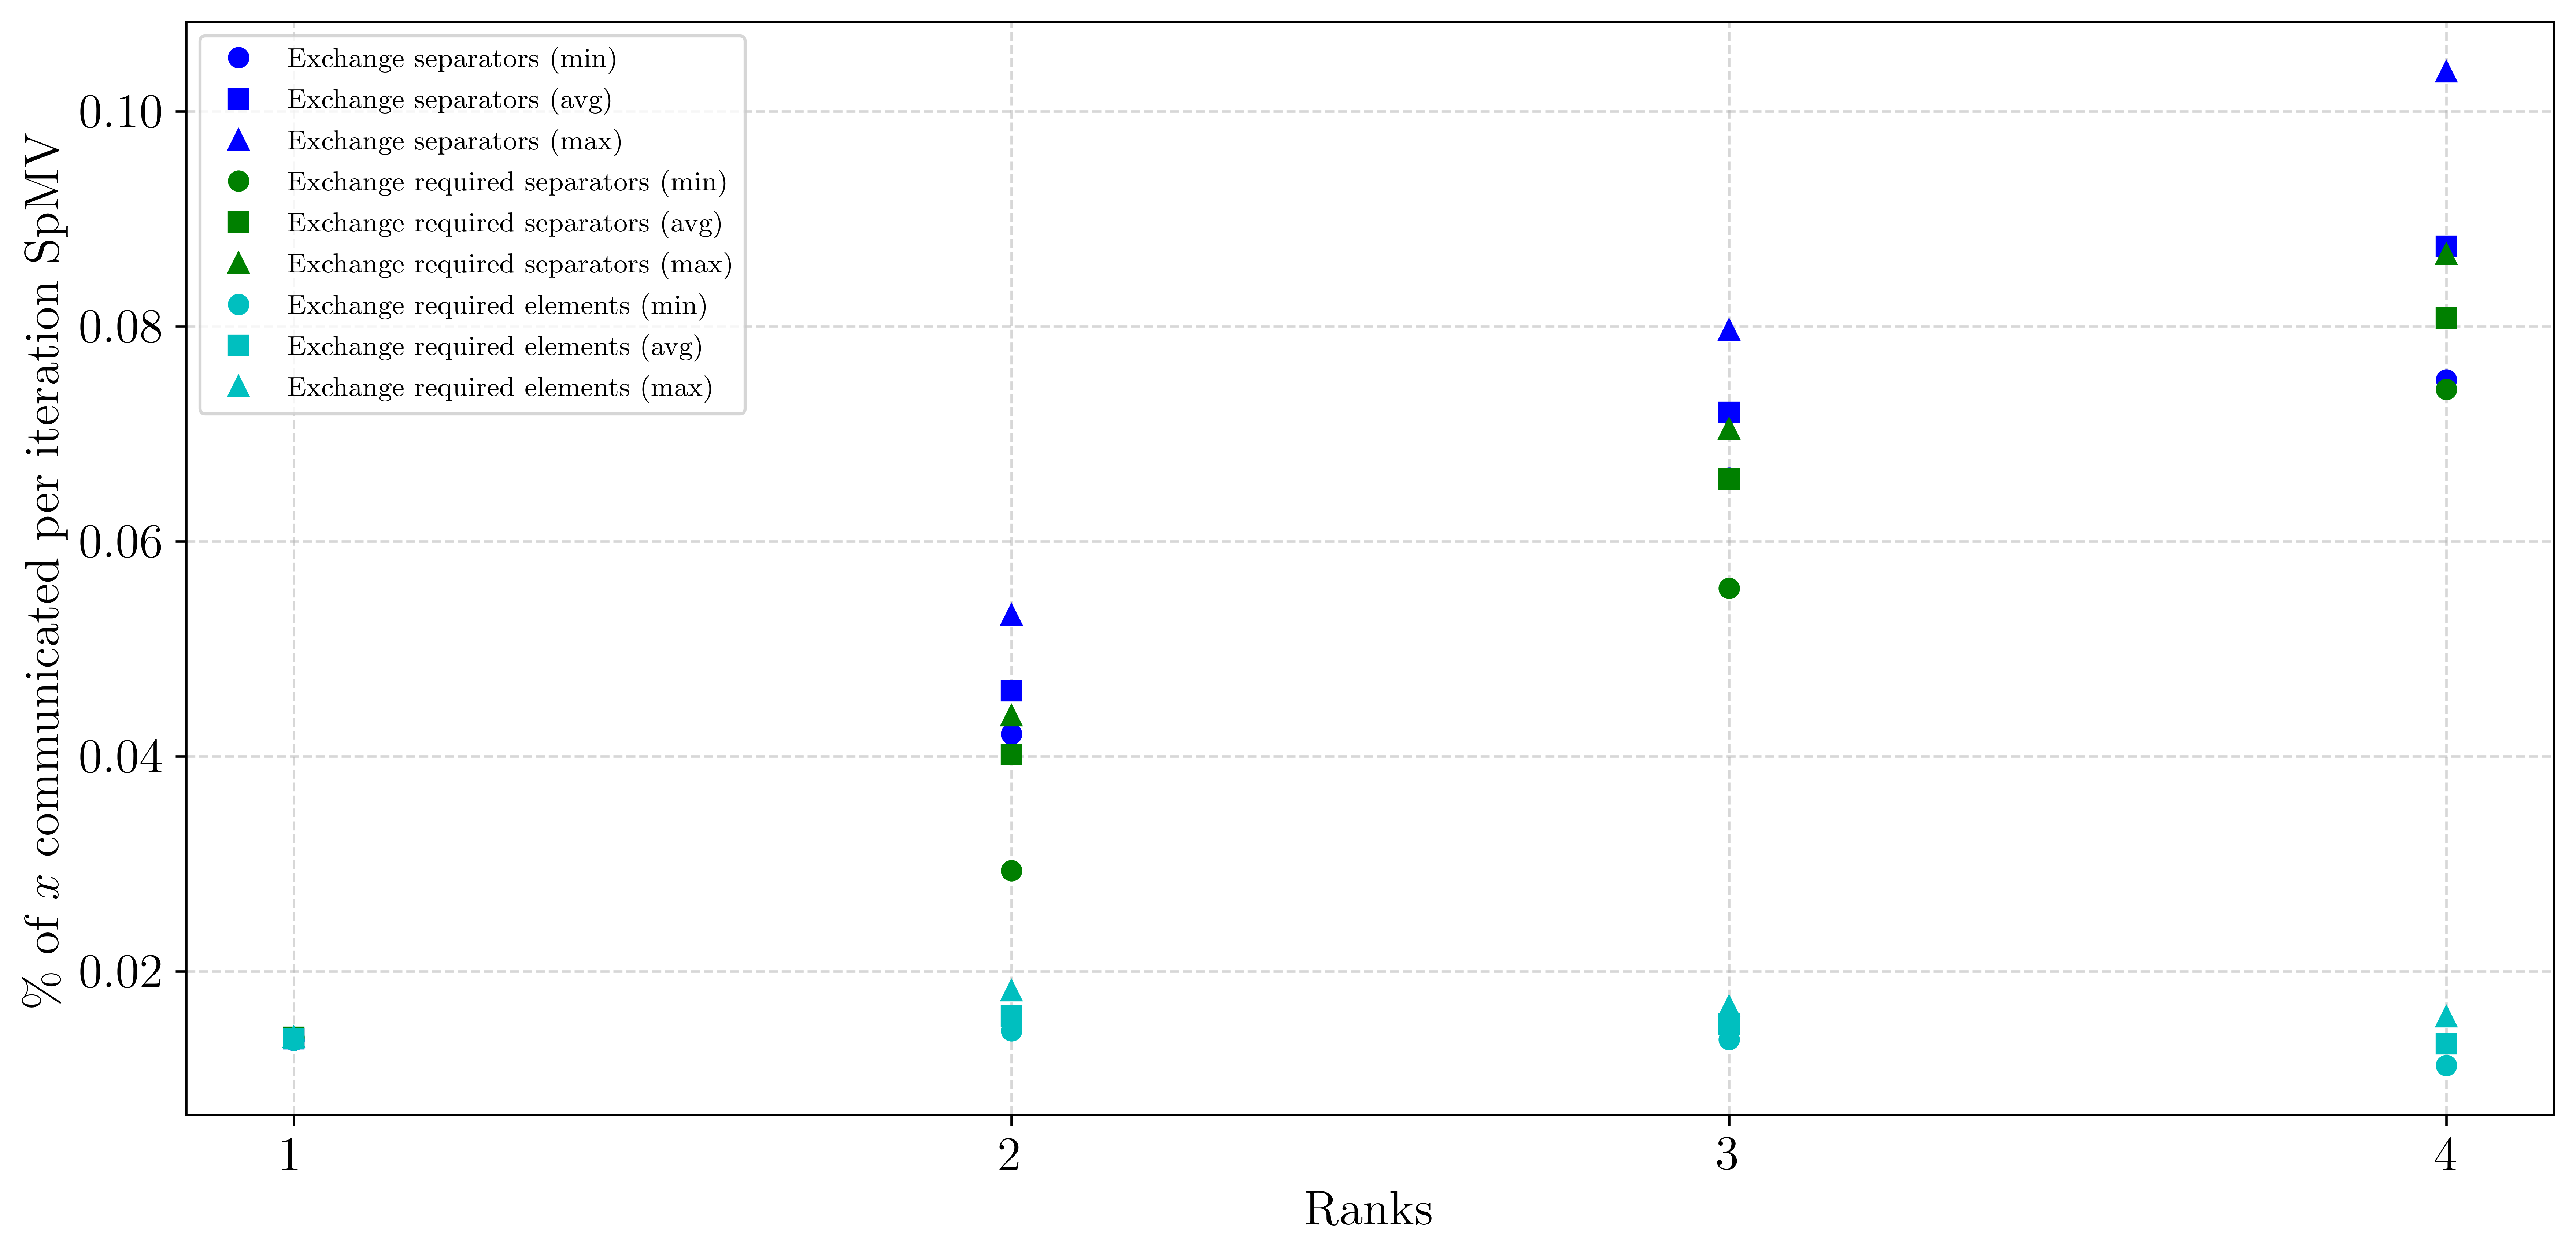 % of x communicated per iteration SpMV
0.10
0.08
0.06
0.04
0.02
Exchange separators (min)
Exchange separators (avg)
Exchange separators (max)
Exchange required separators (min)
Exchange required separators (avg)
Exchange required separators (max)
Exchange required elements (min)
Exchange required elements (avg)
Exchange required elements (max)
1 2 3 4
Ranks